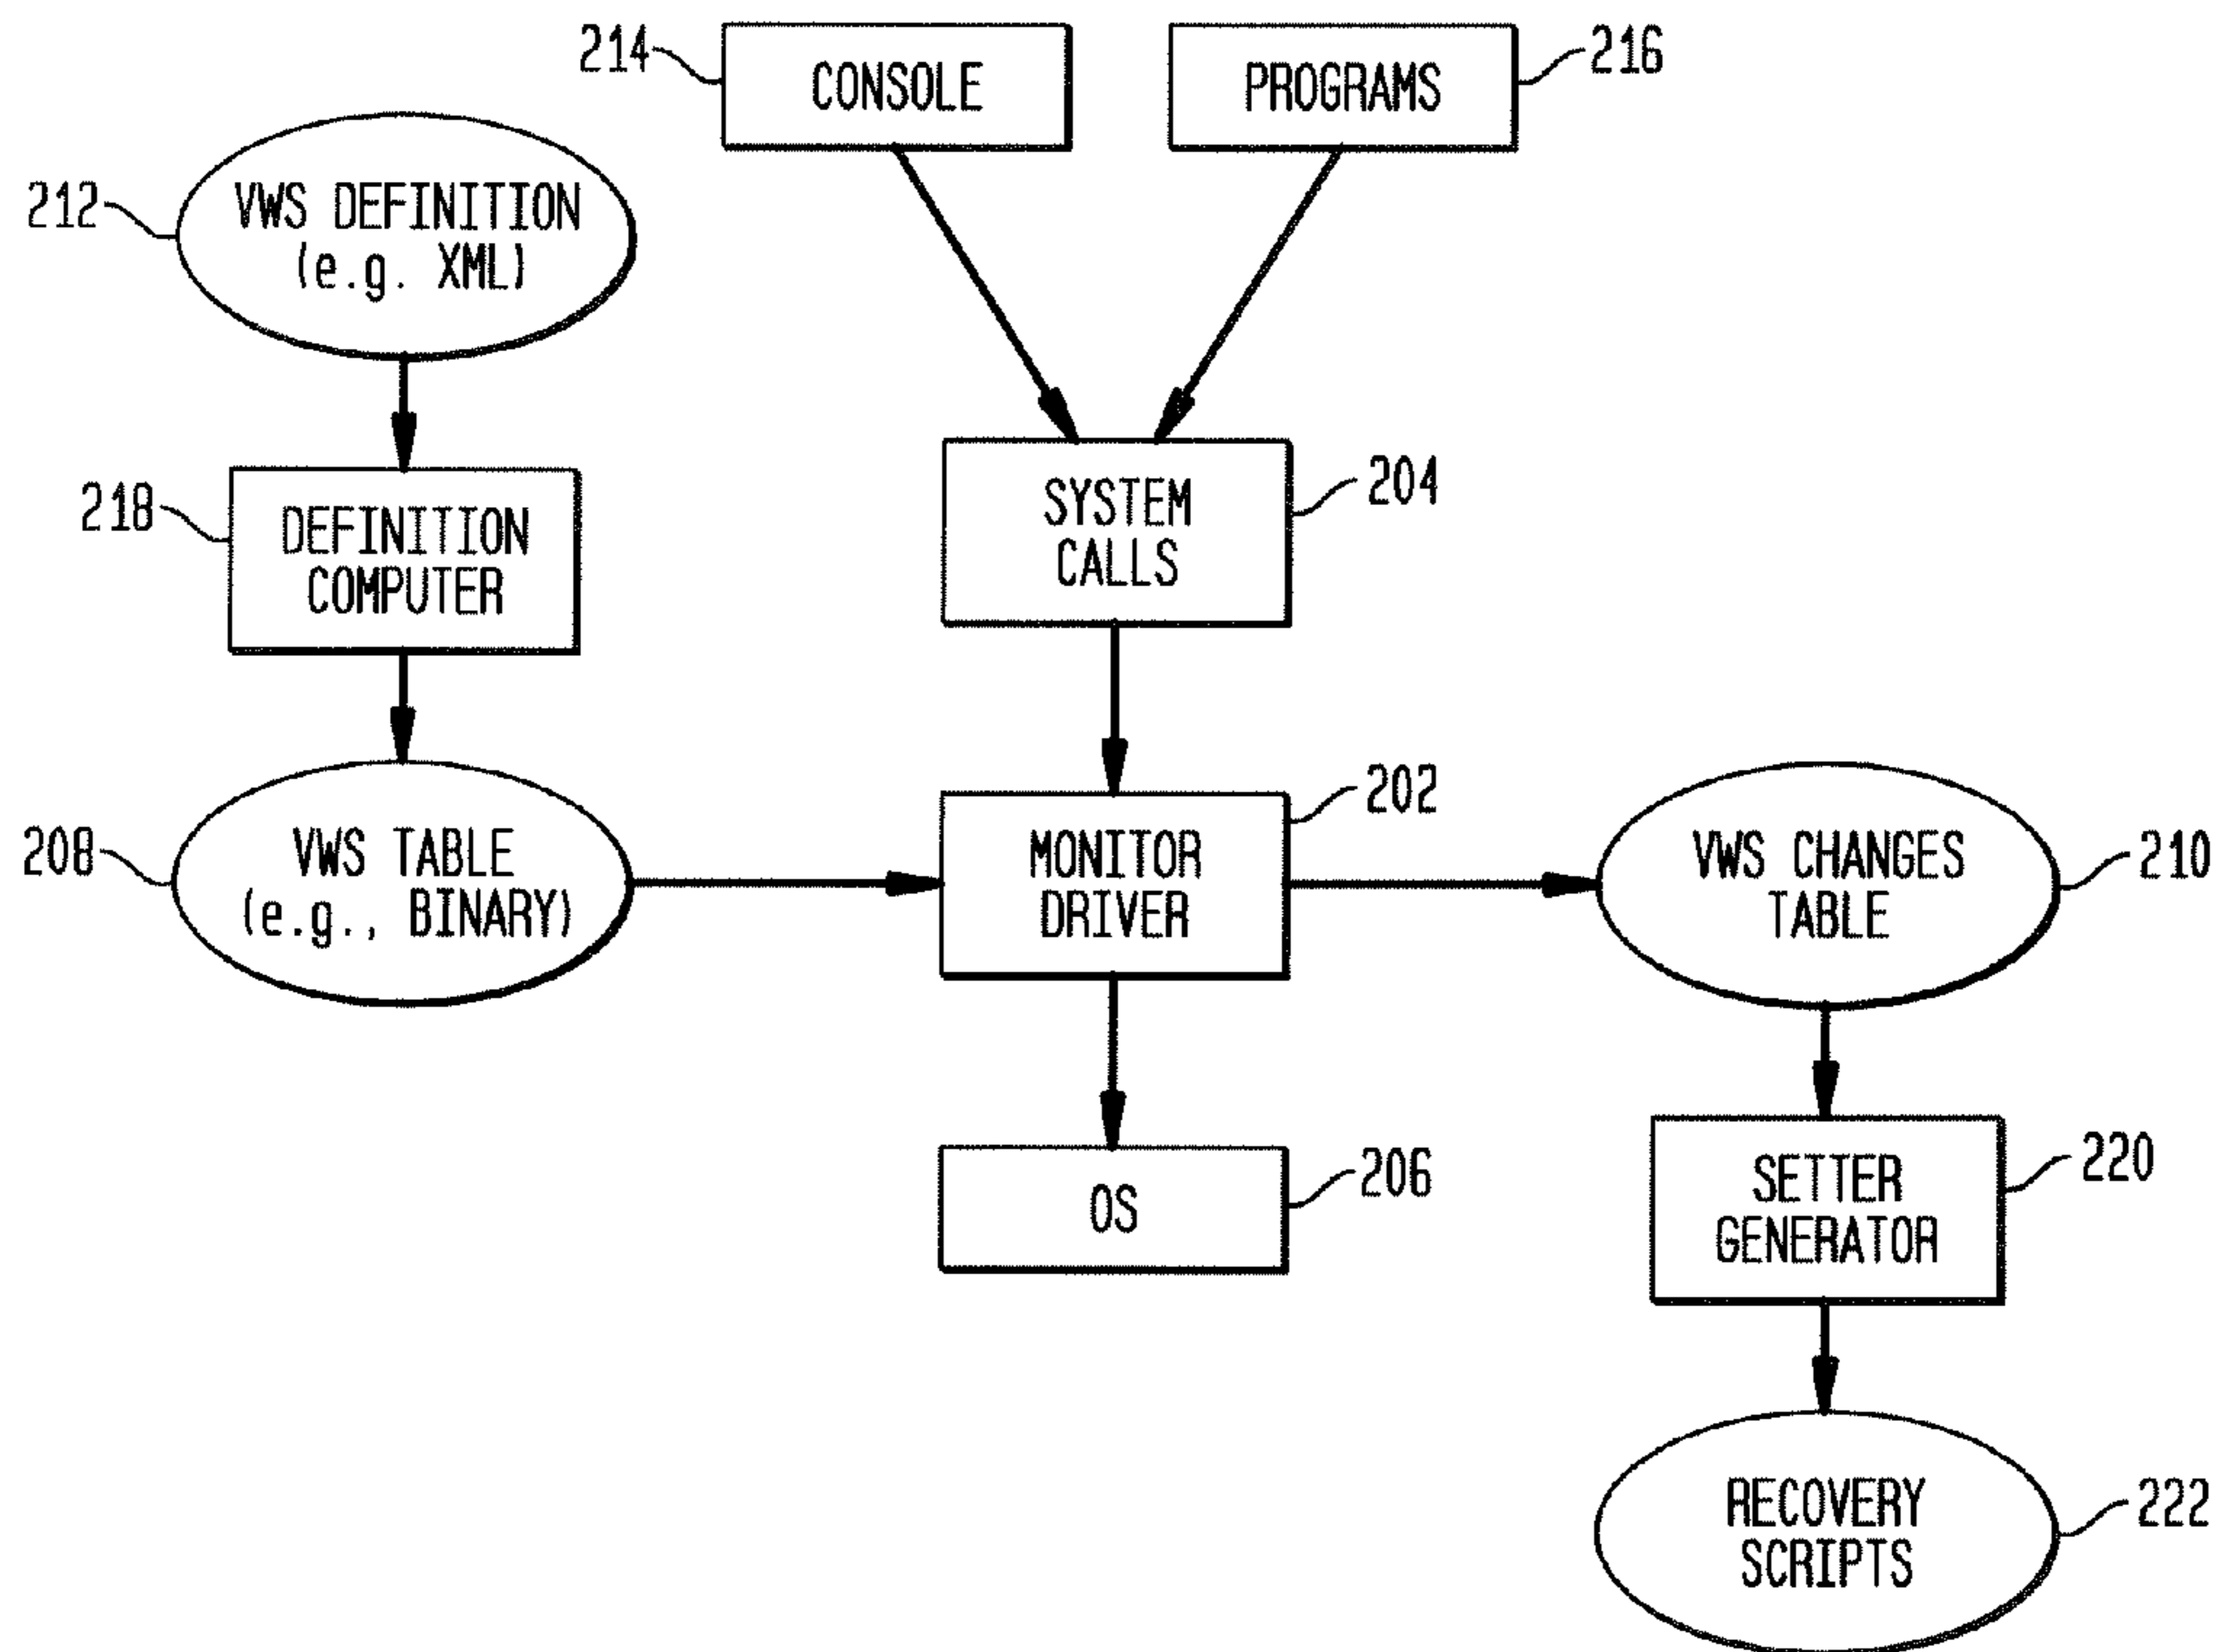 214
CONSOLE
PROGRAMS
216
212
VWS DEFINITION
(e.g. XML)
218
DEFINITION
COMPUTER
SYSTEM
CALLS
204
208
VWS TABLE
(e.g., BINARY)
MONITOR
DRIVER
202
VWS CHANGES
TABLE
210
OS
206
SETTER
GENERATOR
220
RECOVERY
SCRIPTS
222